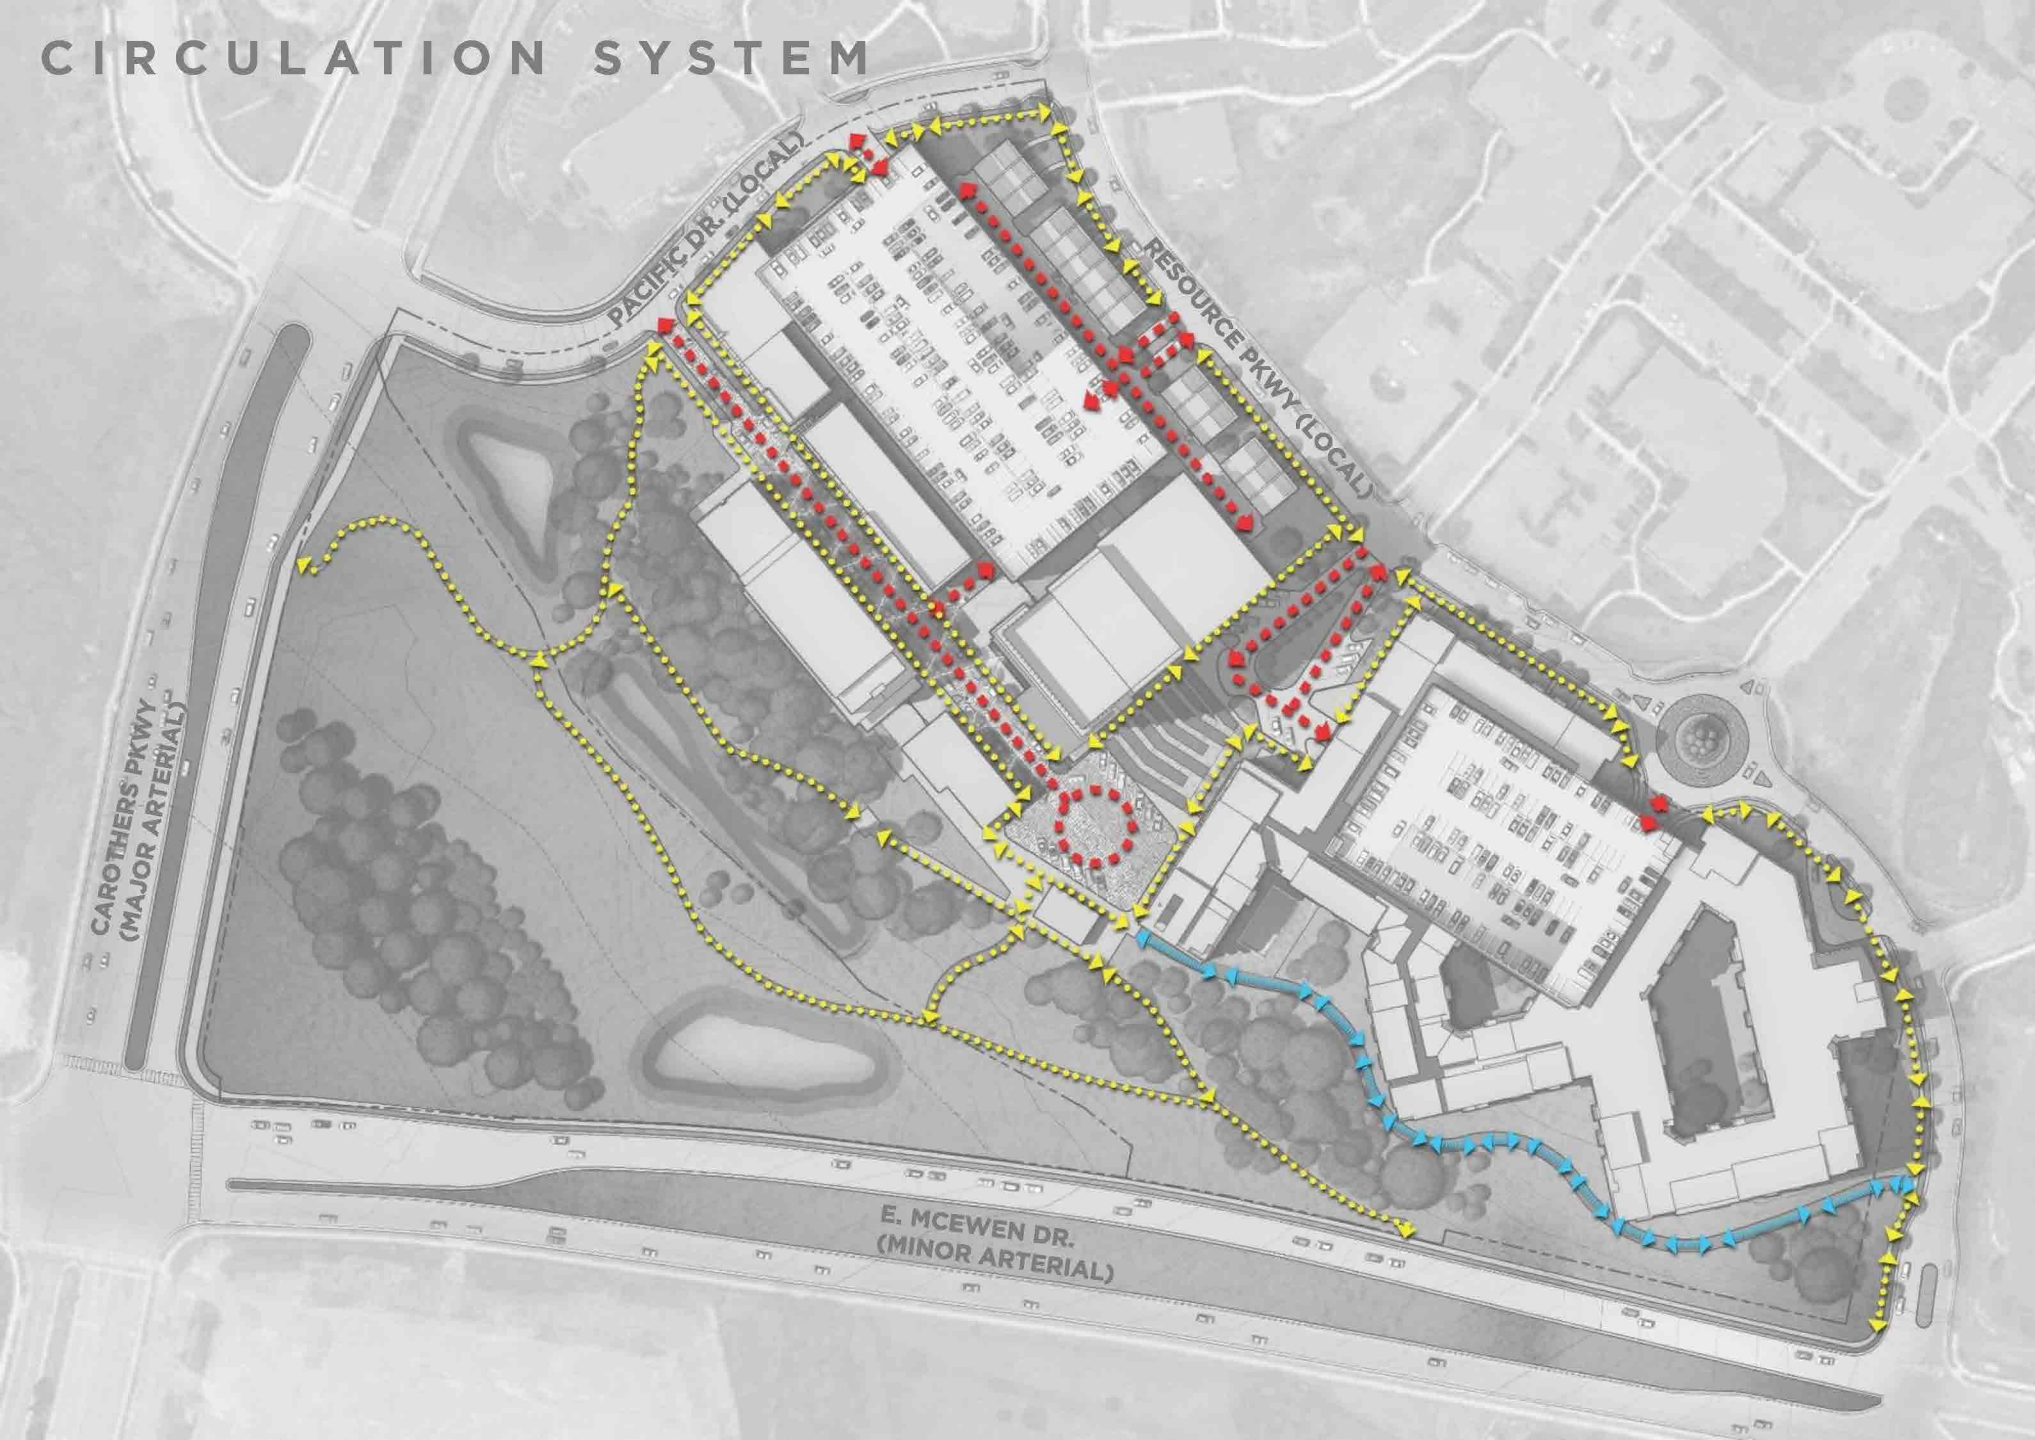 CIRCULATION SYSTEM
PACIFIC DR. (LOCAL)
RESOURCE PKWY (LOCAL)
CAROTHERS PKWY
(MAJOR ARTERIAL)
E. MCEWEN DR.
(MINOR ARTERIAL)